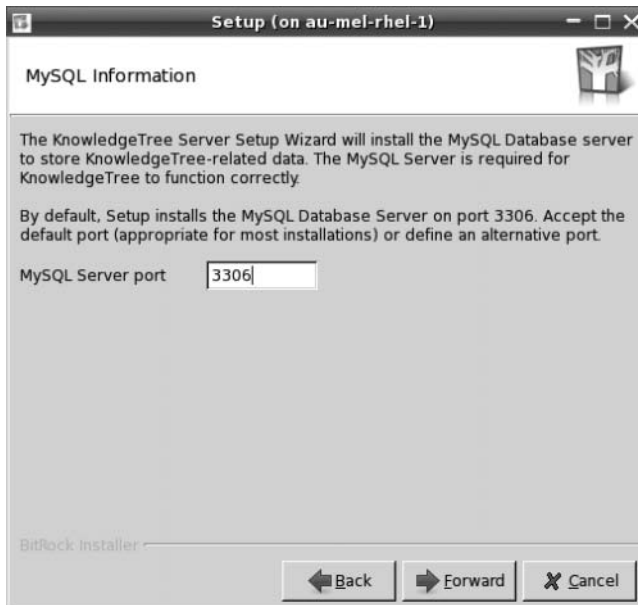 Setup (on au-mel-rhel-1)
MySQL Information
The KnowledgeTree Server Setup Wizard will install the MySQL Database server
to store KnowledgeTree-related data. The MySQL Server is required for
KnowledgeTree to function correctly.
By default, Setup installs the MySQL Database Server on port 3306. Accept the
default port (appropriate for most installations) or define an alternative port.
MySQL Server port 3306
BitRock Installer
Back Forward Cancel